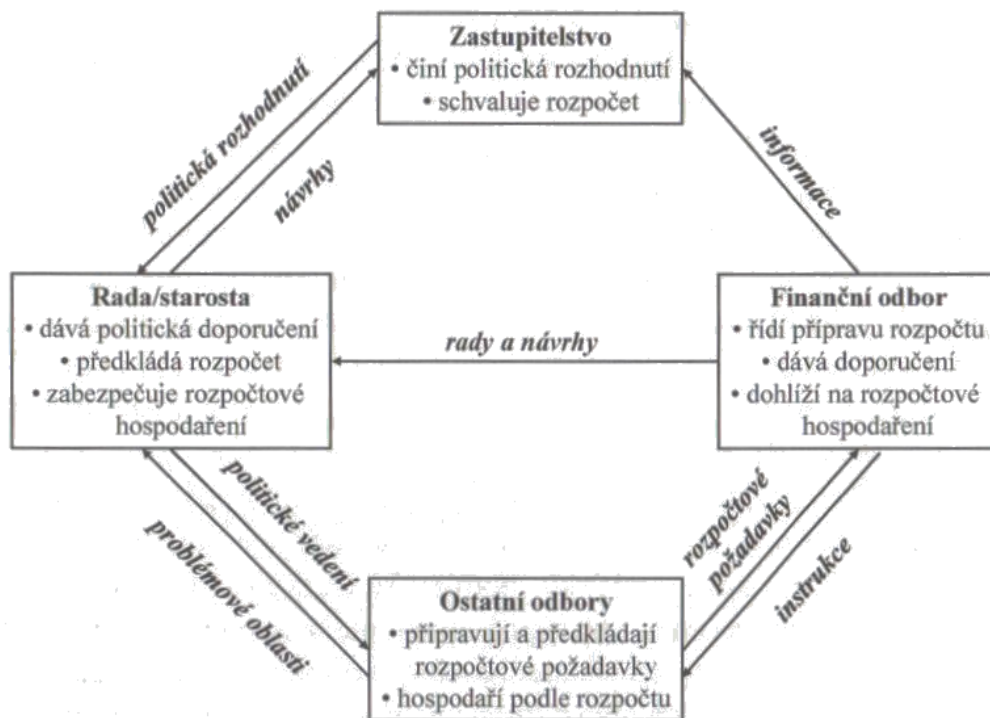 Zastupitelstvo
• činí politická rozhodnutí
• schvaluje rozpočet
politická rozhodnutí
návrhy
informace
Rada/starosta
• dává politická doporučení
• předkládá rozpočet
• zabezpečuje rozpočtové
hospodaření
rady a návrhy
Finanční odbor
• řídí přípravu rozpočtu
• dává doporučení
• dohlíží na rozpočtové
hospodaření
politické vedení
problémové oblasti
rozpočtové
požadavky
instrukce
Ostatní odbory
• připravují a předkládají
rozpočtové požadavky
• hospodaří podle rozpočtu